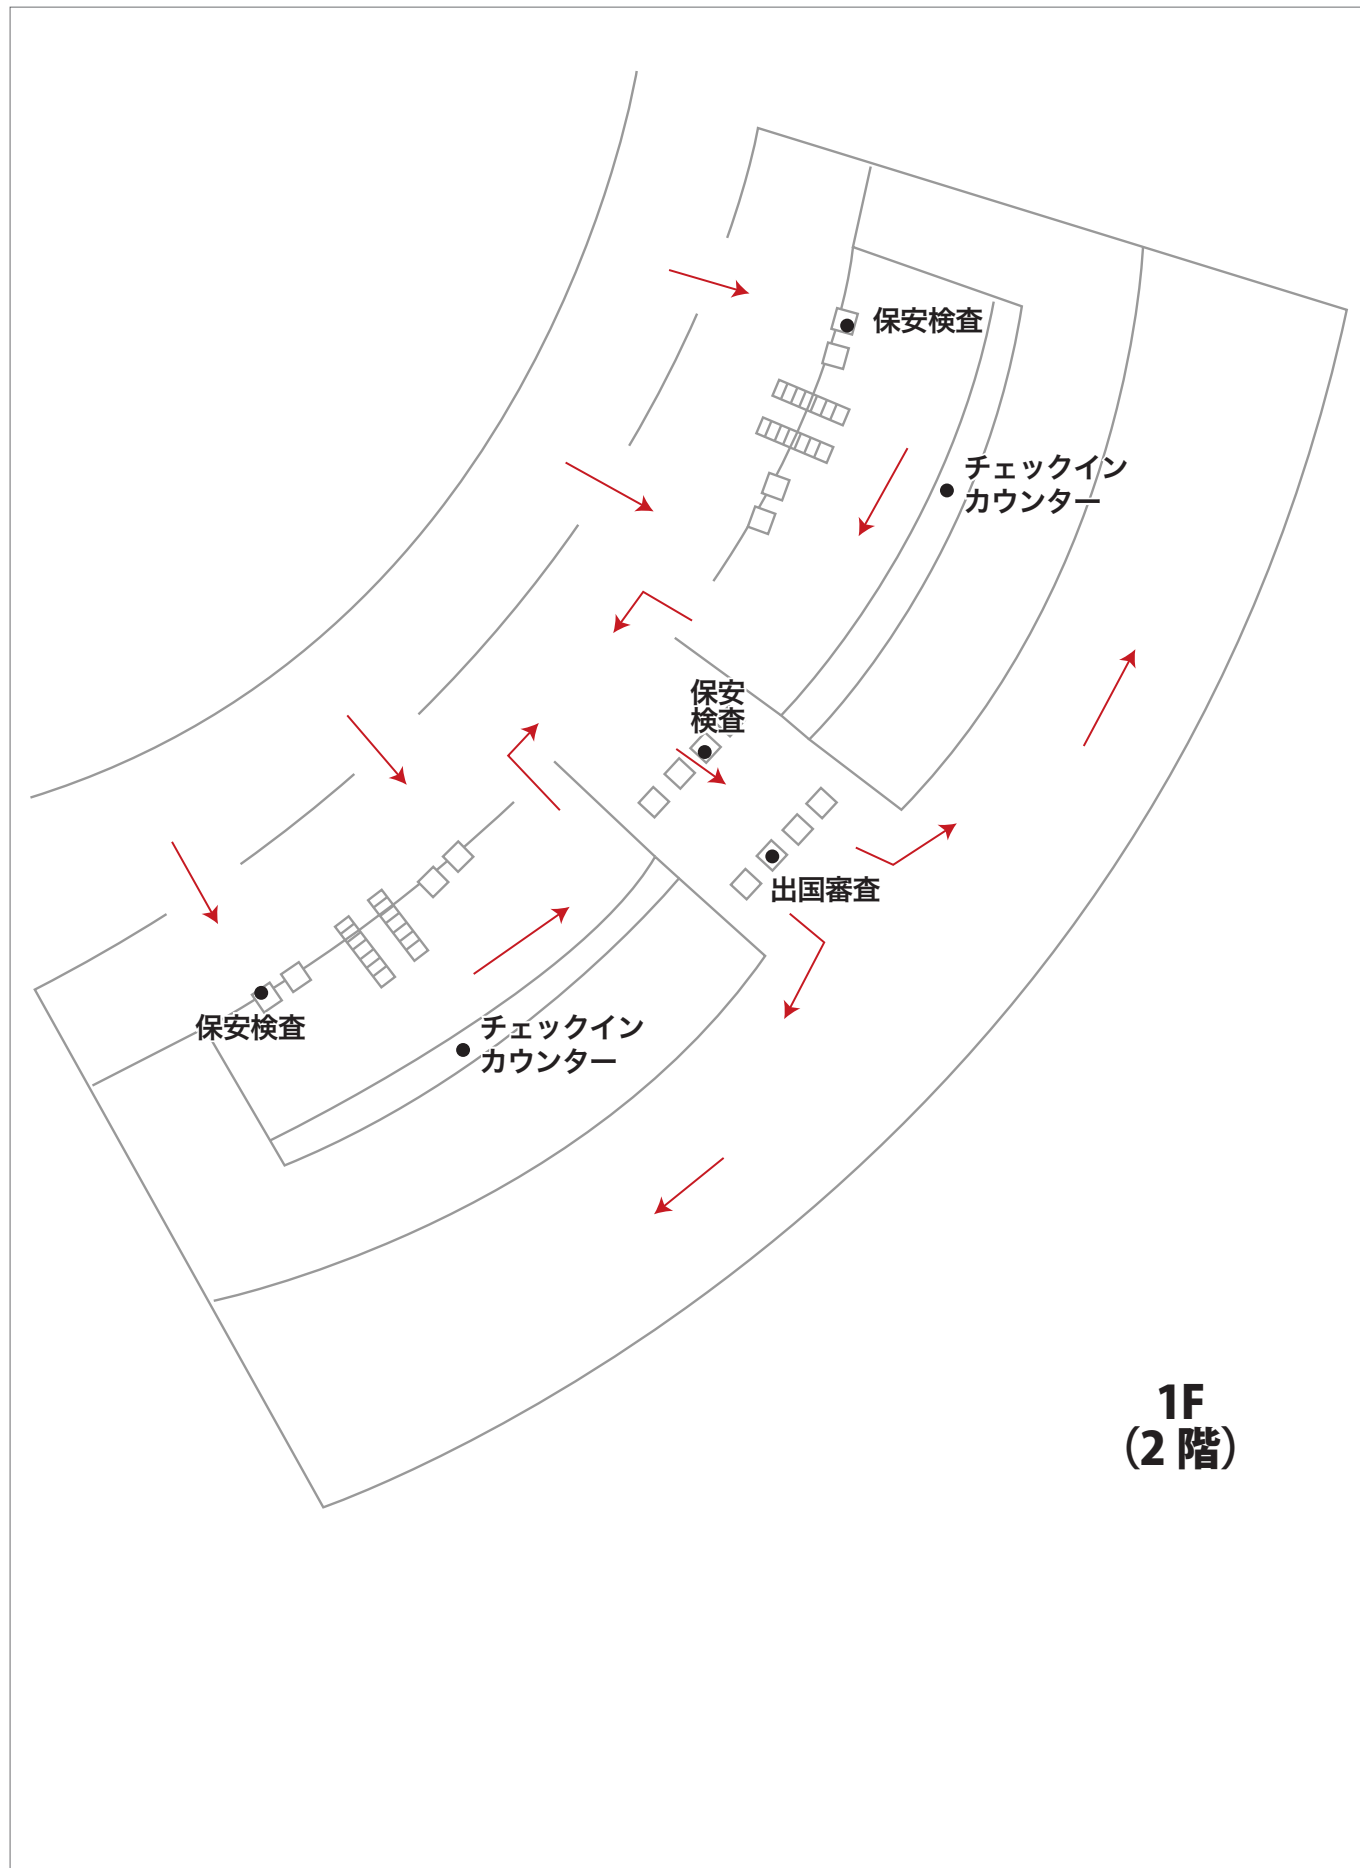 保安検査
チェックイン
カウンター
保安
検査
出国審査
保安検査
チェックイン
カウンター
1F
（2 階）